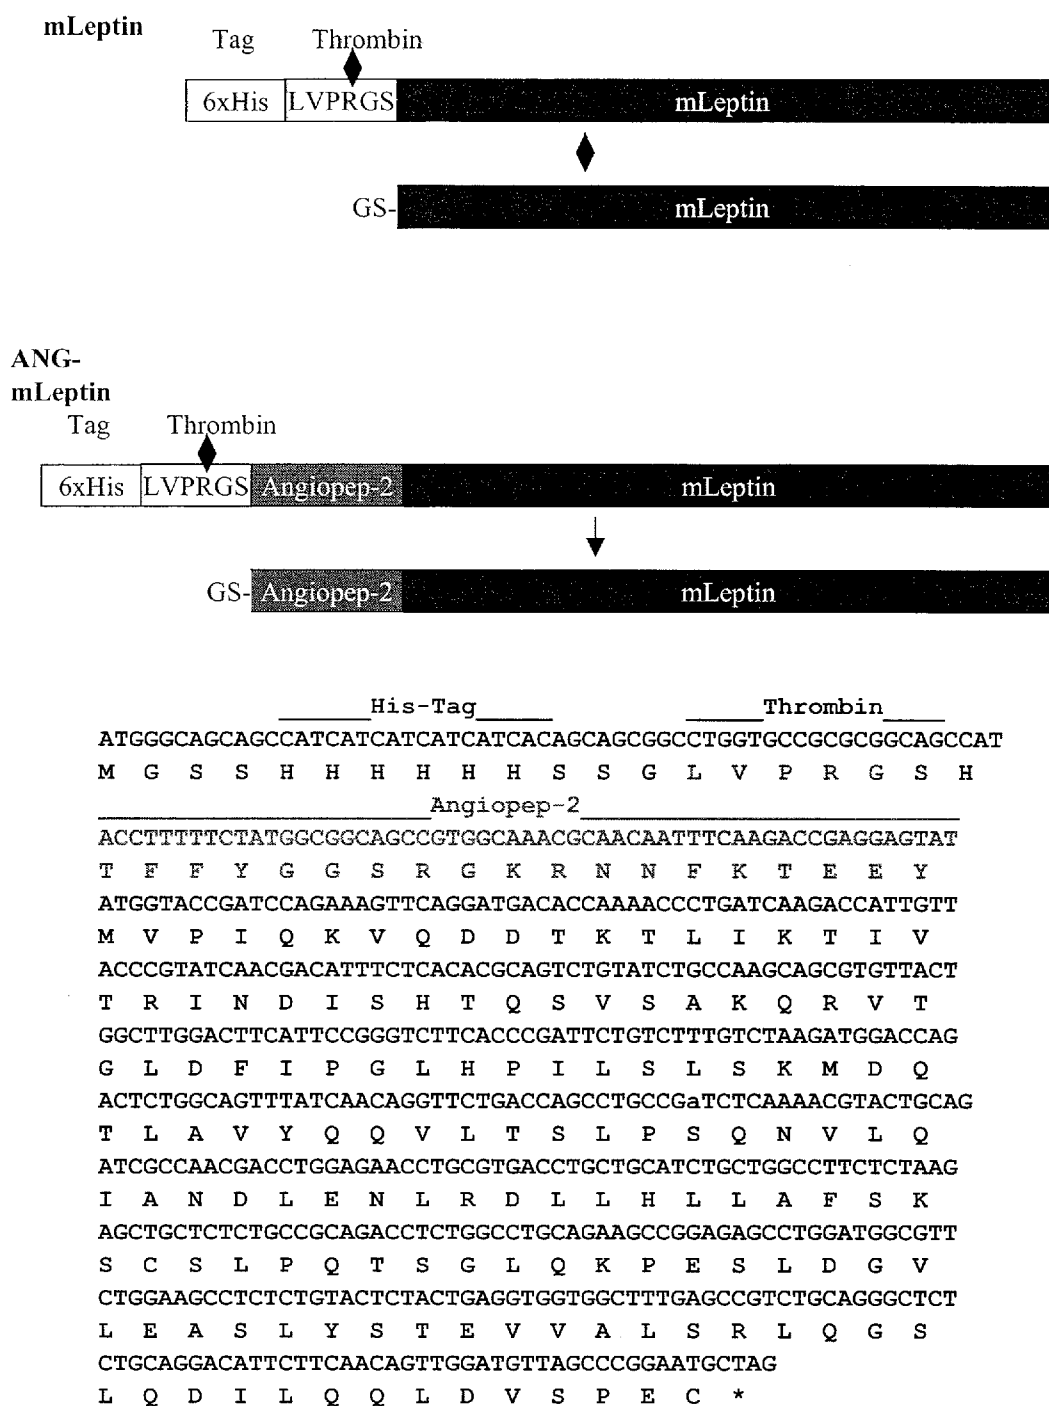 mLeptin
Tag Thrombin
6xHis LVPRGS mLeptin
GS- mLeptin
ANG-
mLeptin
Tag Thrombin
6xHis LVPRGS Angiopep-2 mLeptin
GS- Angiopep-2 mLeptin
His-Tag Thrombin
ATGGGCAGCAGCCATCATCATCATCATCACAGCAGCGGCCTGGTGCCGCGCGGCAGCCAT
M G S S H H H H H H S S G L V P R G S H
Angiopep-2
ACCTTTTTCTATGGCGGCAGCCGTGGCAAACGCAACAATTTCAAGACCGAGGAGTAT
T F F Y G G S R G K R N N F K T E E Y
ATGGTACCGATCCAGAAAGTTCAGGATGACACCAAAACCCTGATCAAGACCATTGTT
M V P I Q K V Q D D T K T L I K T I V
ACCCGTATCAACGACATTTCTCACACGCAGTCTGTATCTGCCAAGCAGCGTGTTACT
T R I N D I S H T Q S V S A K Q R V T
GGCTTGGACTTCATTCCGGGTCTTCACCCGATTCTGTCTTTGTCTAAGATGGACCAG
G L D F I P G L H P I L S L S K M D Q
ACTCTGGCAGTTTATCAACAGGTTCTGACCAGCCTGCCGaTCTCAAAACGTACTGCAG
T L A V Y Q Q V L T S L P S Q N V L Q
ATCGCCAACGACCTGGAGAACCTGCGTGACCTGCTGCATCTGCTGGCCTTCTCTAAG
I A N D L E N L R D L L H L L A F S K
AGCTGCTCTCTGCCGCAGACCTCTGGCCTGCAGAAGCCGGAGAGCCTGGATGGCGTT
S C S L P Q T S G L Q K P E S L D G V
CTGGAAGCCTCTCTGTACTCTACTGAGGTGGTGGCTTTGAGCCGTCTGCAGGGCTCT
L E A S L Y S T E V V A L S R L Q G S
CTGCAGGACATTCTTCAACAGTTGGATGTTAGCCCGGAATGCTAG
L Q D I L Q Q L D V S P E C *